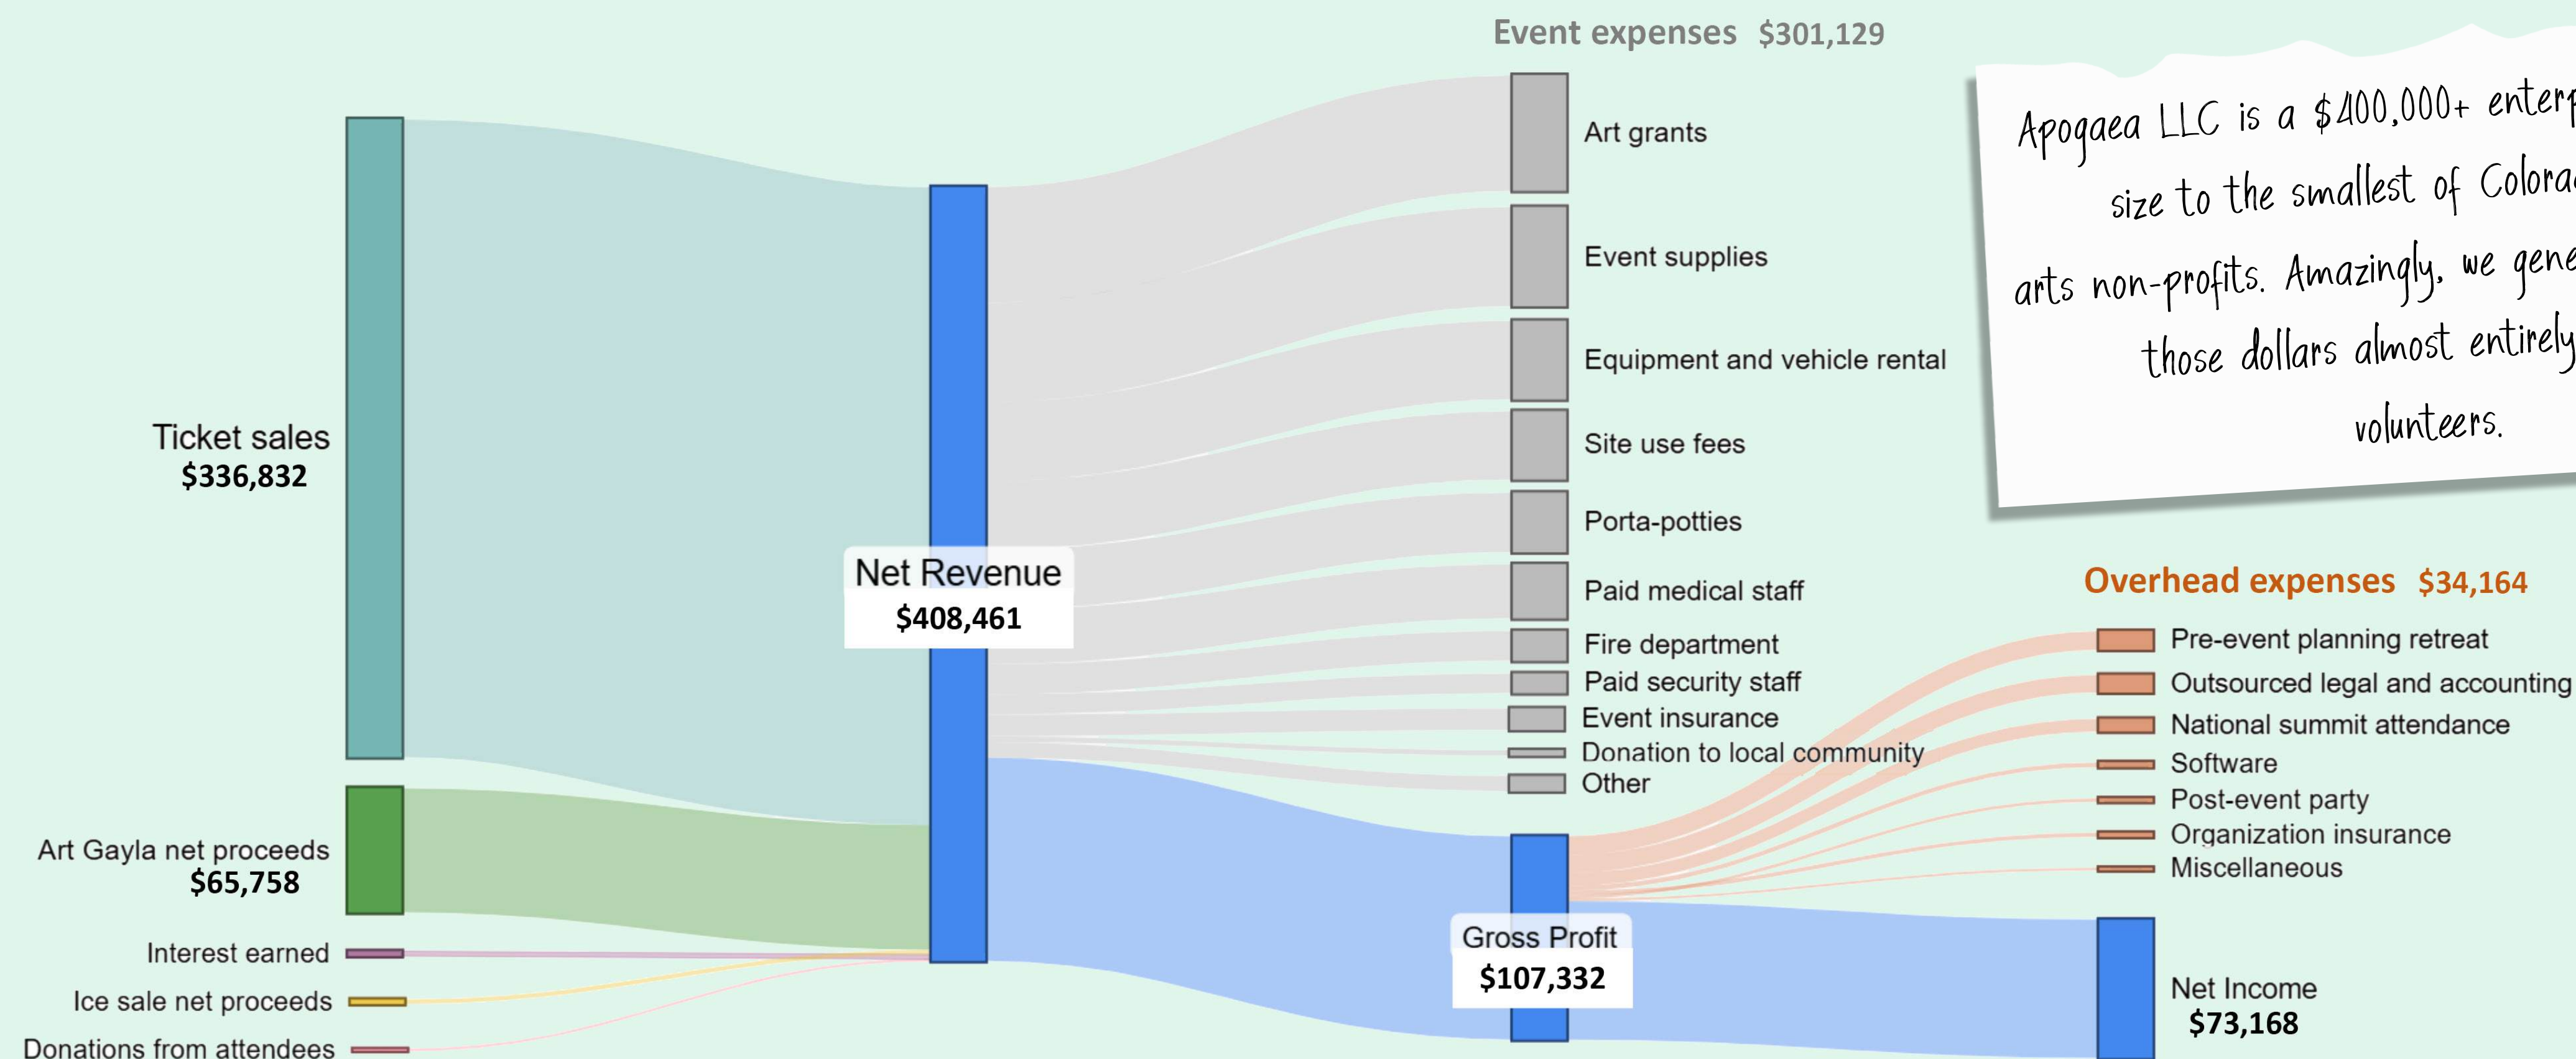 Event expenses $301,129
Art grants
Event supplies
Equipment and vehicle rental
Site use fees
Porta-potties
Paid medical staff
Fire department
Paid security staff
Event insurance
Donation to local community
Other
Ticket sales
$336,832
Art Gayla net proceeds
$65,758
Interest earned
Ice sale net proceeds
Donations from attendees
Net Revenue
$408,461
Gross Profit
$107,332
Apogaea LLC is a $400,000+
size to the smallest of
arts non-profits. Amazingly, we
those dollars almost entirely
volunteers.
Overhead expenses $34,164
Pre-event planning retreat
Outsourced legal and accounting
National summit attendance
Software
Post-event party
Organization insurance
Miscellaneous
Net Income
$73,168